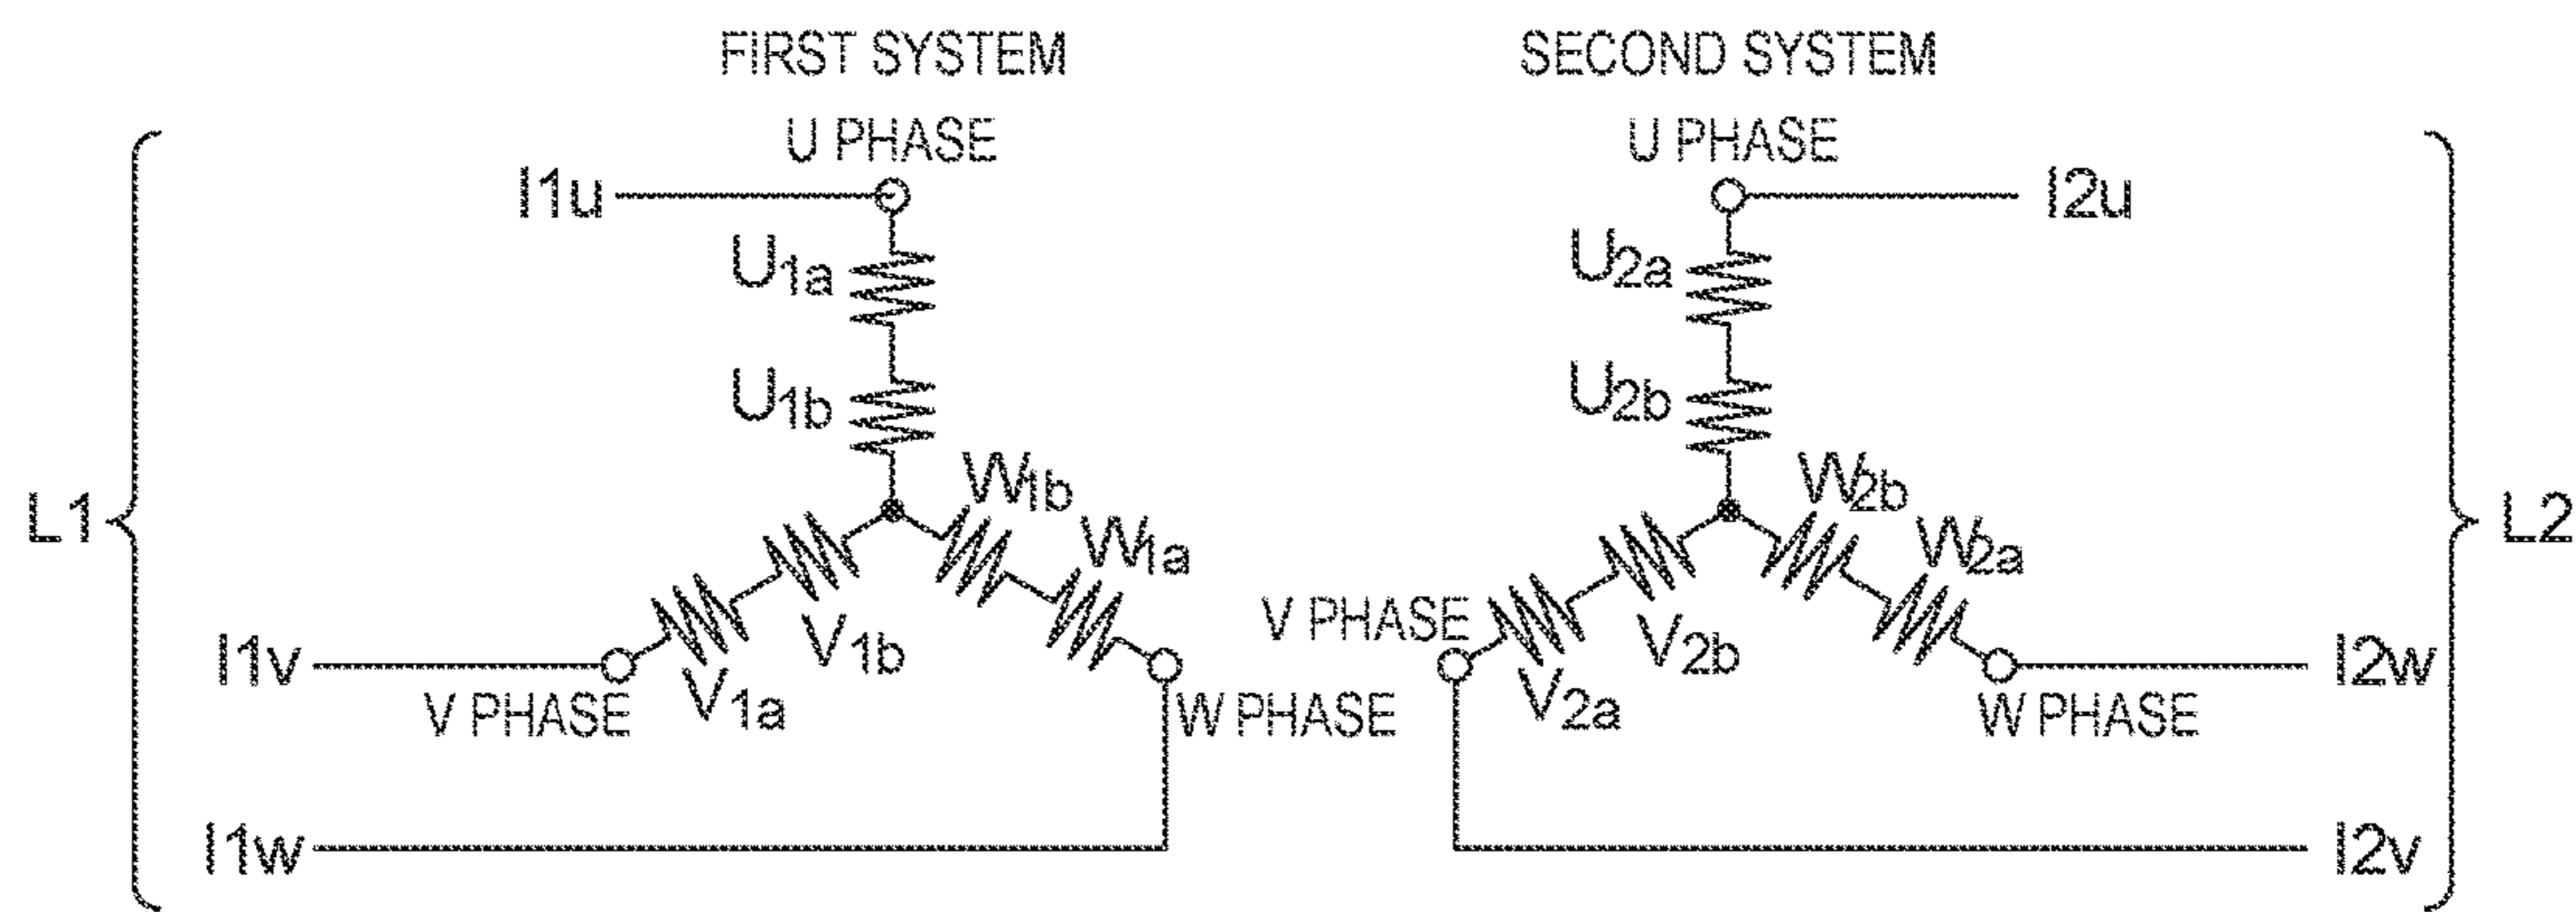 FIRST SYSTEM
SECOND SYSTEM
U PHASE
U PHASE
I1u
I2u
U1a
U2a
U1b
U2b
W1b
W2b
L1
W1a
W2a
L2
V PHASE
I1v
V1b
V2b
I2w
V PHASE
V1a
W PHASE
V2a
W PHASE
I1w
I2v